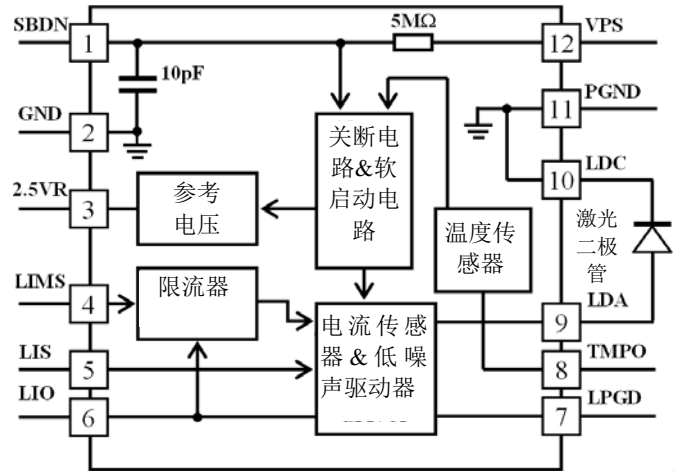 SBDN
1
5MΩ
12
VPS
10pF
GND
2
11
PGND
关断电
路&软
启动电
路
2.5VR
3
参考
电压
10
LDC
温度传
感器
激光
二极
管
LIMS
4
限流器
电流传感
器&低噪
声驱动器
9
LDA
LIS
5
8
TMPO
LIO
6
7
LPGD